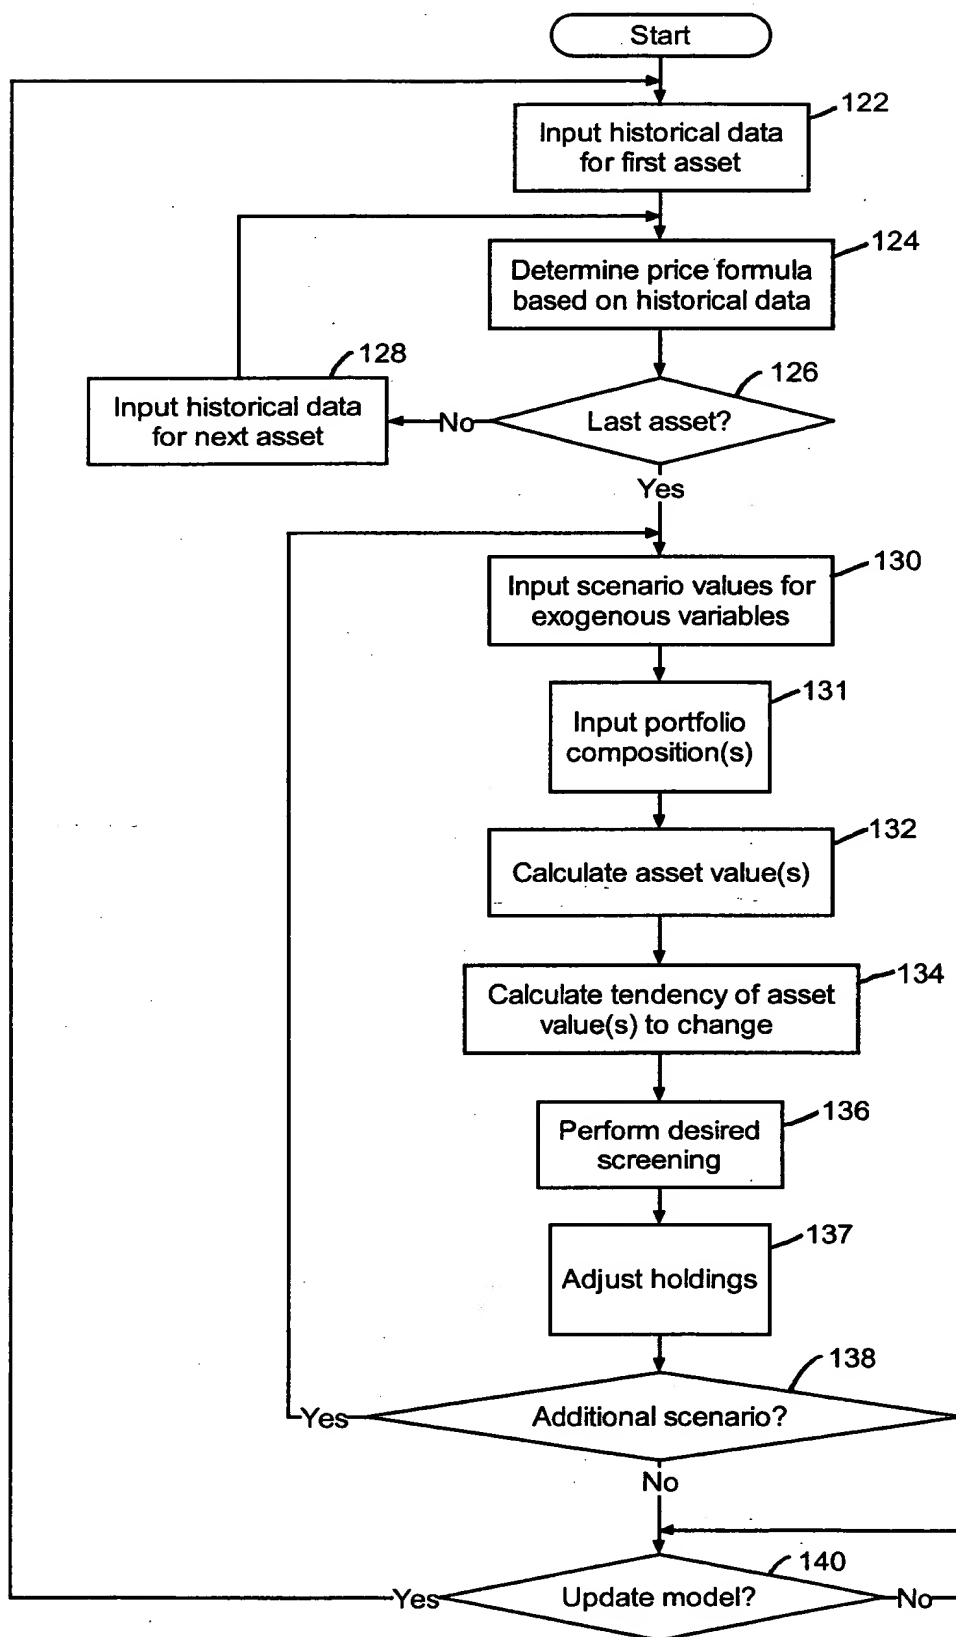 Start
122
Input historical data
for first asset
124
Determine price formula
based on historical data
128
Input historical data
for next asset
No
126
Last asset?
Yes
130
Input scenario values for
exogenous variables
131
Input portfolio
composition(s)
132
Calculate asset value(s)
134
Calculate tendency of asset
value(s) to change
136
Perform desired
screening
137
Adjust holdings
138
Yes
Additional scenario?
No
140
Yes
Update model?
No